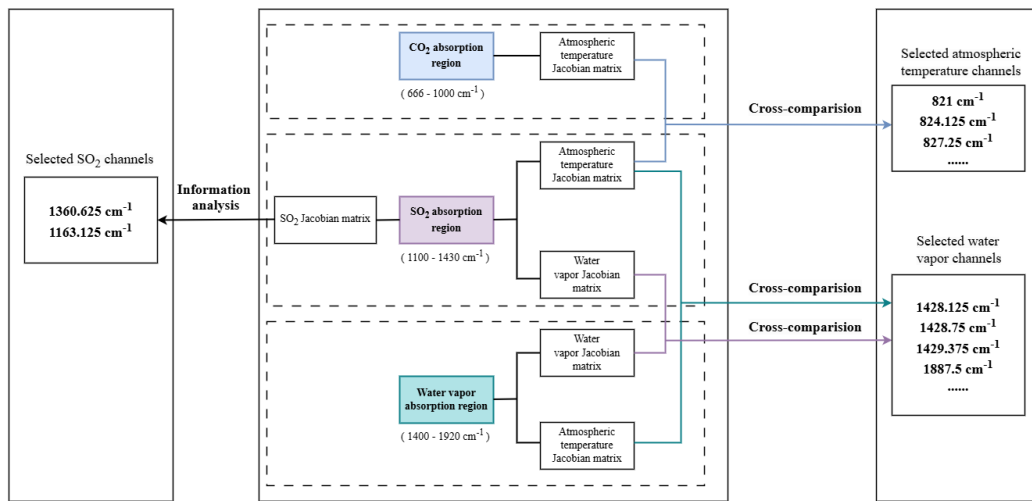 Selected SO2 channels
1360.625 cm-1
1163.125 cm-1
Information
analysis
CO2 absorption
region
( 666 - 1000 cm-1 )
Atmospheric
temperature
Jacobian matrix
SO2 Jacobian matrix
SO2 absorption
region
( 1100 - 1430 cm-1 )
Atmospheric
temperature
Jacobian matrix
Water
vapor Jacobian
matrix
Water vapor
absorption region
( 1400 - 1920 cm-1 )
Water
vapor Jacobian
matrix
Atmospheric
temperature
Jacobian matrix
Cross-comparision
Cross-comparision
Cross-comparision
Selected atmospheric
temperature channels
821 cm-1
824.125 cm-1
827.25 cm-1
......
Selected water
vapor channels
1428.125 cm-1
1428.75 cm-1
1429.375 cm-1
1887.5 cm-1
......